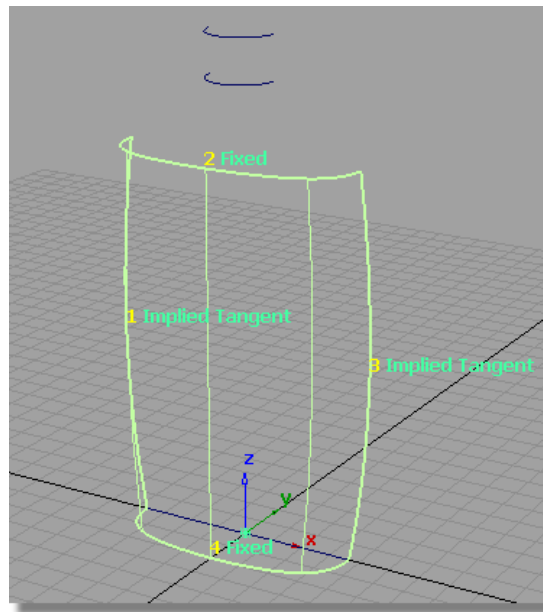 2 Fixed
1 Implied Tangent
3 Implied Tangent
z
y
x
4 Fixed